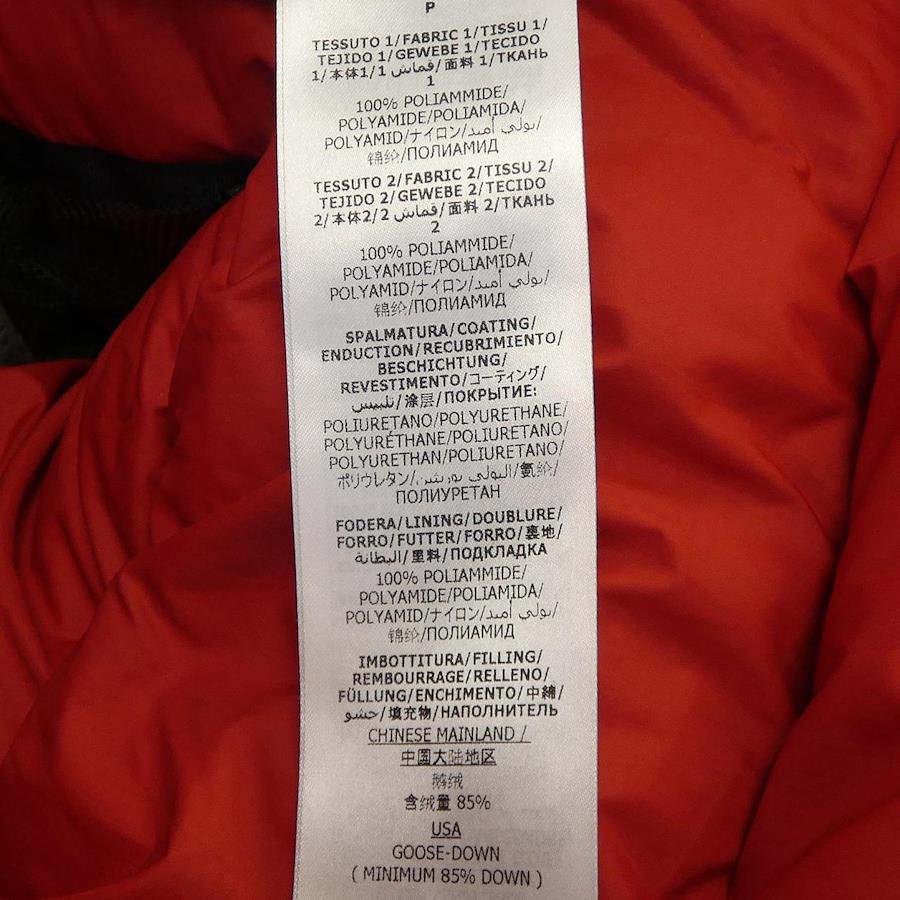 P
TESSUTO 1/FABRIC 1/TISSU 1/
TEJIDO 1/GEWEBE 1/TECIDO
1/本体1/1 قماش/面料 1/ТКАНЬ
1
100% POLIAMMIDE/
POLYAMIDE/POLIAMIDA/
POLYAMID/ナイロン/بولي أميد/
锦纶/ПОЛИАМИД
TESSUTO 2/FABRIC 2/TISSU 2/
TEJIDO 2/GEWEBE 2/TECIDO
2/本体2/2 قماش/面料 2/ТКАНЬ
2
100% POLIAMMIDE/
POLYAMIDE/POLIAMIDA/
POLYAMID/ナイロン/بولي أميد/
锦纶/ПОЛИАМИД
SPALMATURA/COATING/
ENDUCTION/RECUBRIMIENTO/
BESCHICHTUNG/
REVESTIMENTO/コーティング/
تلبيس/涂层/ПОКРЫТИЕ:
POLIURETANO/POLYURETHANE/
POLYURÉTHANE/POLIURETANO/
POLYURETHAN/POLIURETANO/
ポリウレタン/البولي يوريثين/氨纶/
ПОЛИУРЕТАН
FODERA/LINING/DOUBLURE/
FORRO/FUTTER/FORRO/裏地/
البطانة/里料/ПОДКЛАДКА
100% POLIAMMIDE/
POLYAMIDE/POLIAMIDA/
POLYAMID/ナイロン/بولي أميد/
锦纶/ПОЛИАМИД
IMBOTTITURA/FILLING/
REMBOURRAGE/RELLENO/
FÜLLUNG/ENCHIMENTO/中綿/
حشو/填充物/НАПОЛНИТЕЛЬ
CHINESE MAINLAND /
中国大陆地区
鹅绒
含绒量 85%
USA
GOOSE-DOWN
( MINIMUM 85% DOWN )